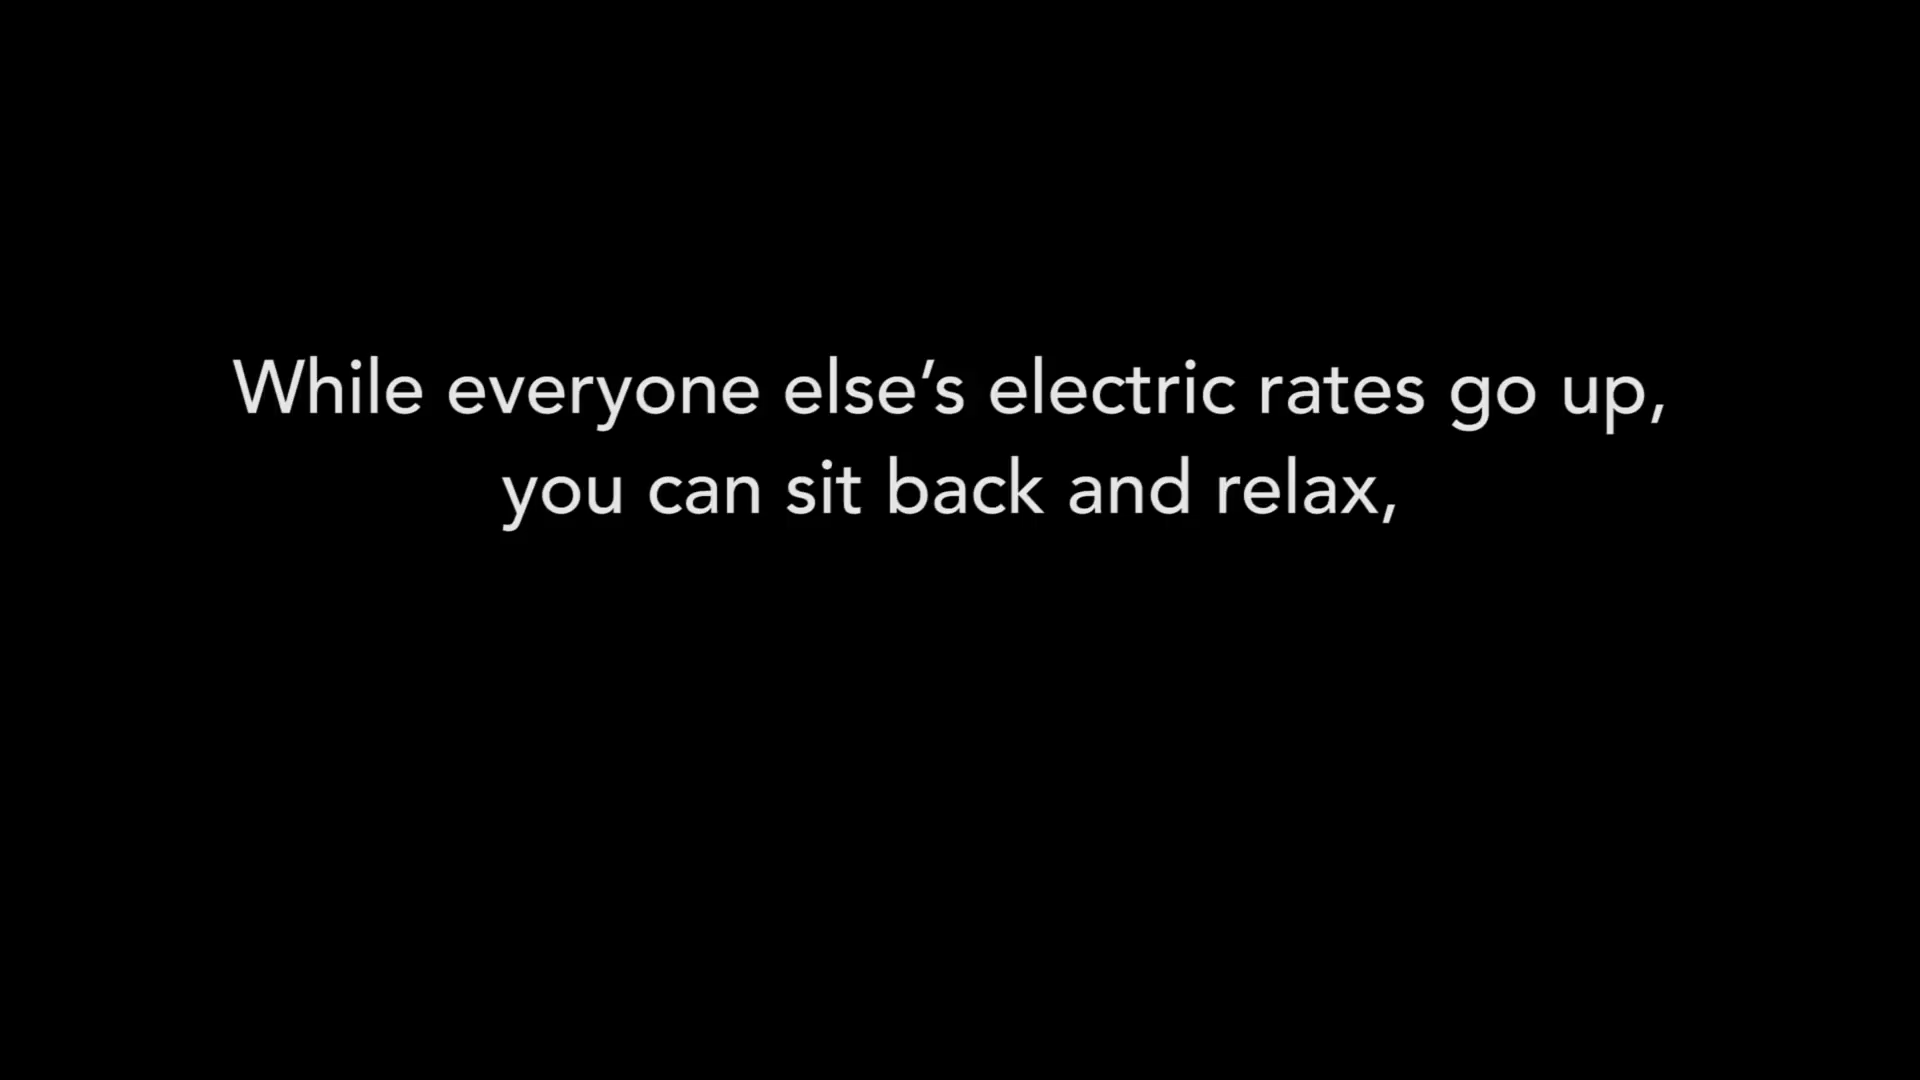 While everyone else’s electric rates go up,
you can sit back and relax,